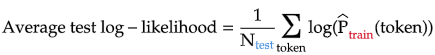 Average test log – likelihood = 1/N_test ∑_token log(P̂_train(token))